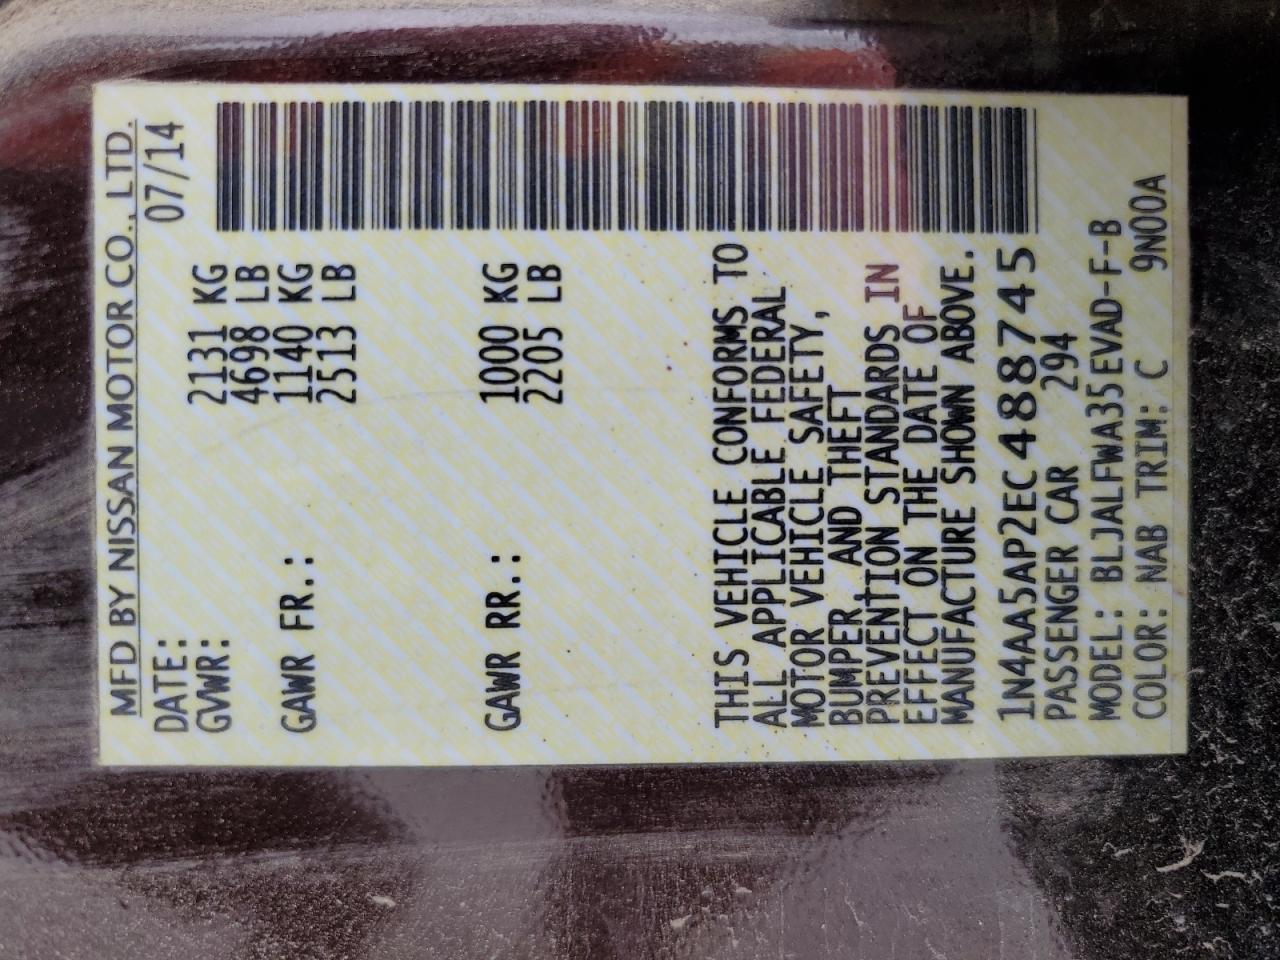 MFD BY NISSAN MOTOR CO., LTD.
DATE: 07/14
GVWR: 2131 KG
4698 LB
GAWR FR.: 1140 KG
2513 LB
GAWR RR.: 1000 KG
2205 LB
THIS VEHICLE CONFORMS TO
ALL APPLICABLE FEDERAL
MOTOR VEHICLE SAFETY,
BUMPER, AND THEFT
PREVENTION STANDARDS IN
EFFECT ON THE DATE OF
MANUFACTURE SHOWN ABOVE.
1N4AA5AP2EC488745
PASSENGER CAR 294
MODEL: BLJALFWA35EVAD-F-B
COLOR: NAB TRIM: C 9N00A